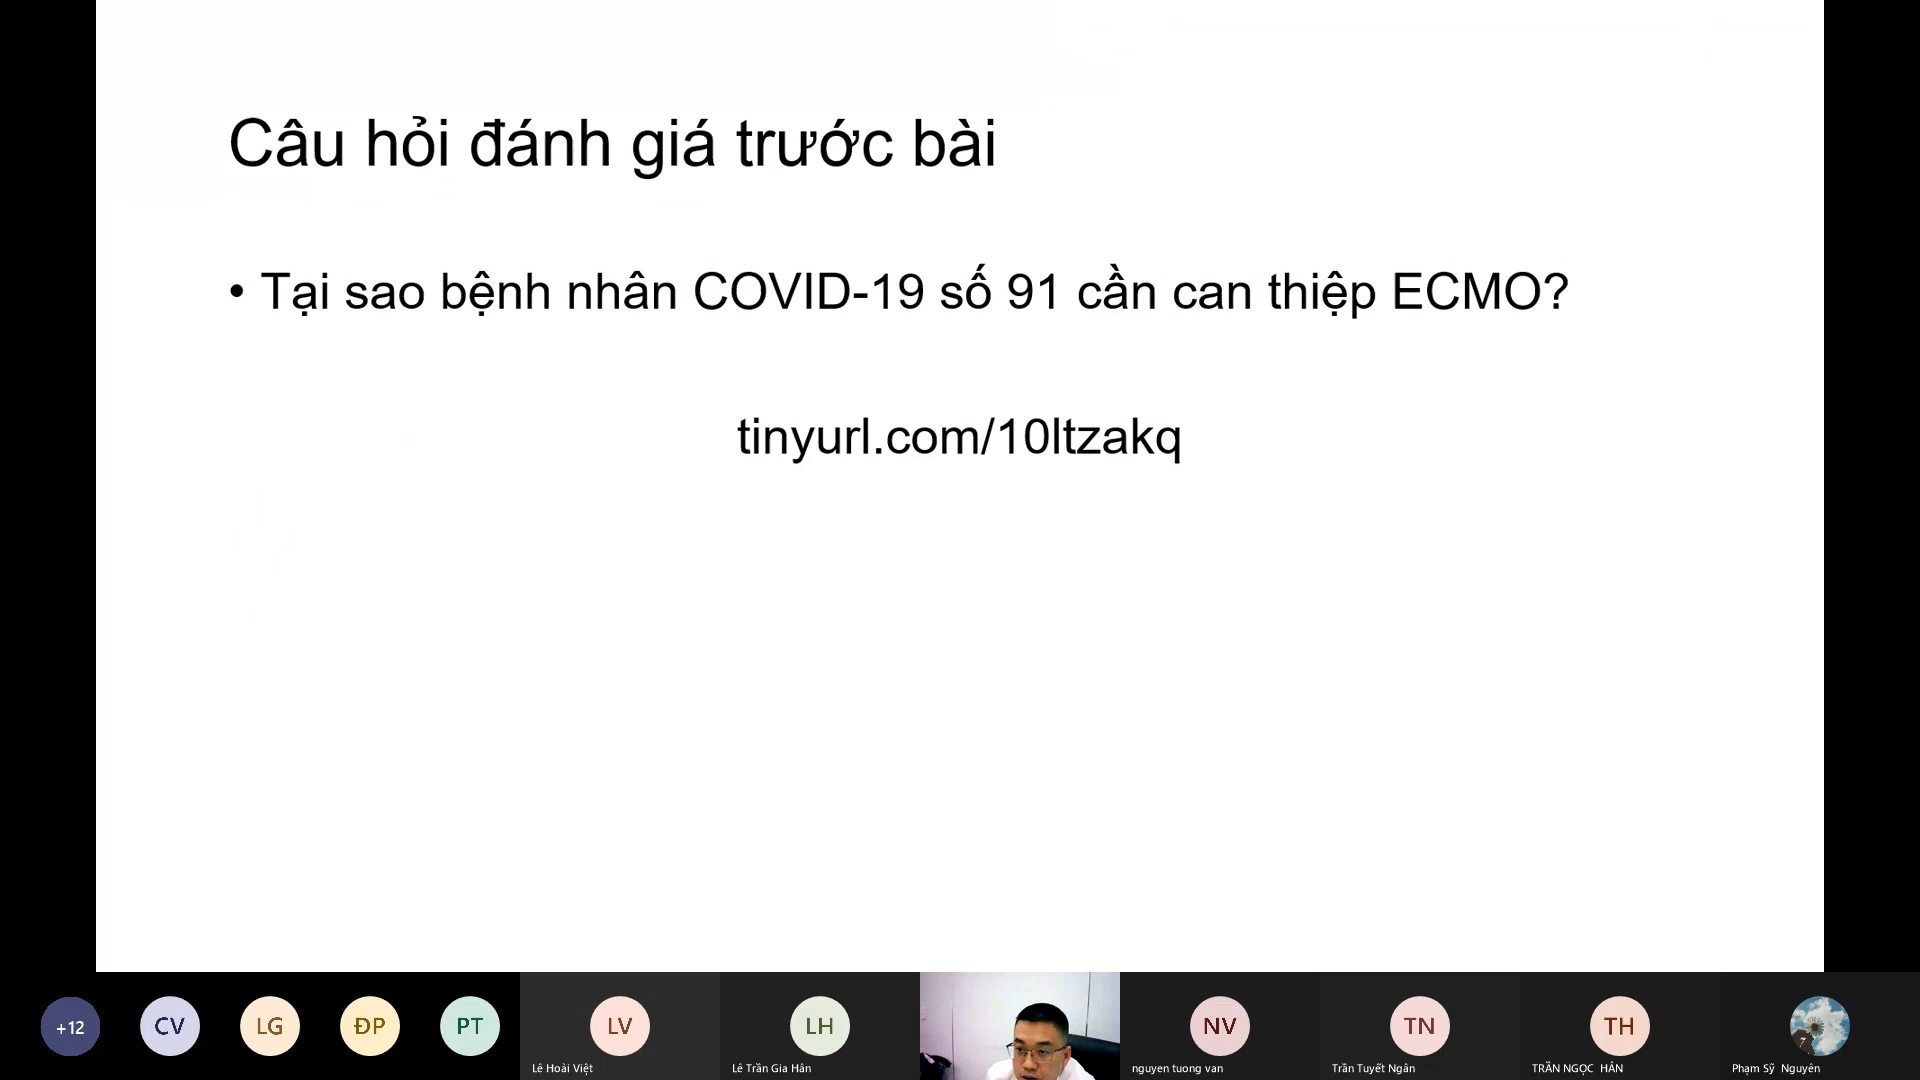 Câu hỏi đánh giá trước bài
• Tại sao bệnh nhân COVID-19 số 91 cần can thiệp ECMO?
tinyurl.com/10ltzakq
+12
CV
LG
ĐP
PT
LV
LH
NV
TN
TH
Lê Hoài Việt
Lê Trần Gia Hân
nguyen tuong van
Trần Tuyết Ngân
TRẦN NGỌC HÂN
Phạm Sỹ Nguyên